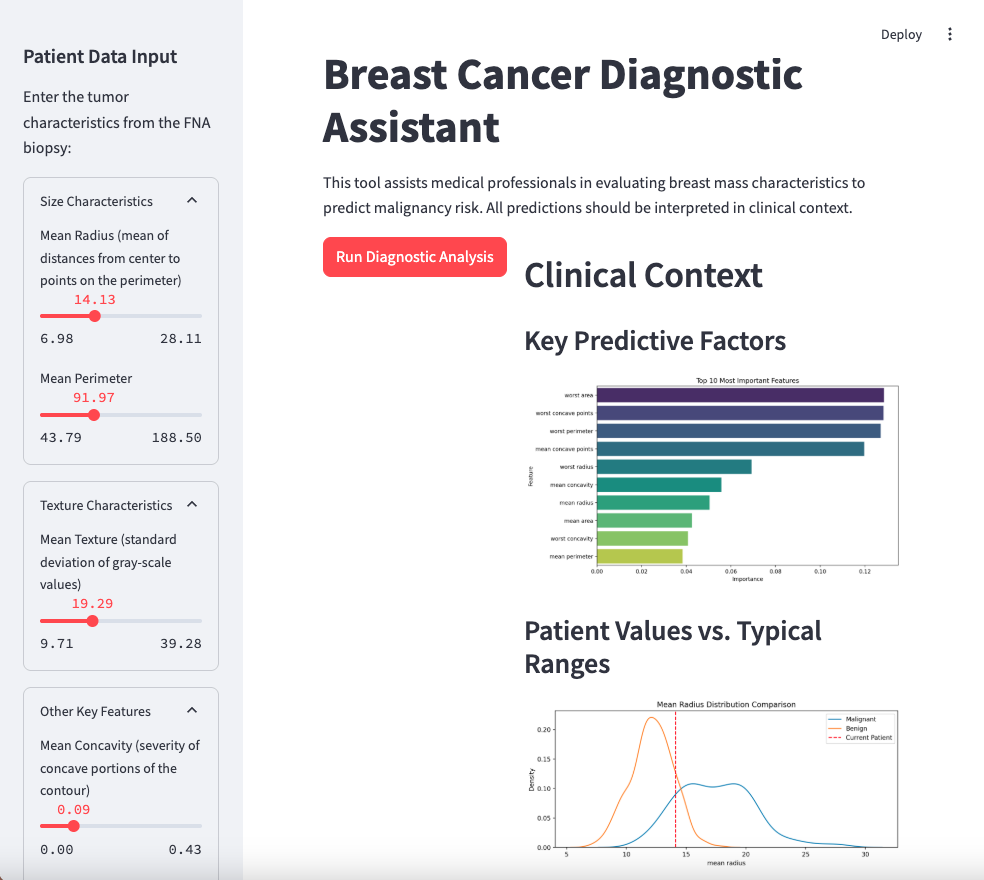 Patient Data Input
Enter the tumor
characteristics from the FNA
biopsy:
Size Characteristics
Mean Radius (mean of
distances from center to
points on the perimeter)
14.13
6.98 28.11
Mean Perimeter
91.97
43.79 188.50
Texture Characteristics
Mean Texture (standard
deviation of gray-scale
values)
19.29
9.71 39.28
Other Key Features
Mean Concavity (severity of
concave portions of the
contour)
0.09
0.00 0.43
Deploy
Breast Cancer Diagnostic
Assistant
This tool assists medical professionals in evaluating breast mass characteristics to
predict malignancy risk. All predictions should be interpreted in clinical context.
Run Diagnostic Analysis
Clinical Context
Key Predictive Factors
Top 10 Most Important Features
Feature
worst area
worst concave points
worst perimeter
mean concave points
worst radius
mean concavity
mean radius
mean area
worst concavity
mean perimeter
0.00 0.02 0.04 0.06 0.08 0.10 0.12
Importance
Patient Values vs. Typical
Ranges
Mean Radius Distribution Comparison
Malignant
Benign
Current Patient
Density
0.20
0.15
0.10
0.05
0.00
5 10 15 20 25 30
mean radius